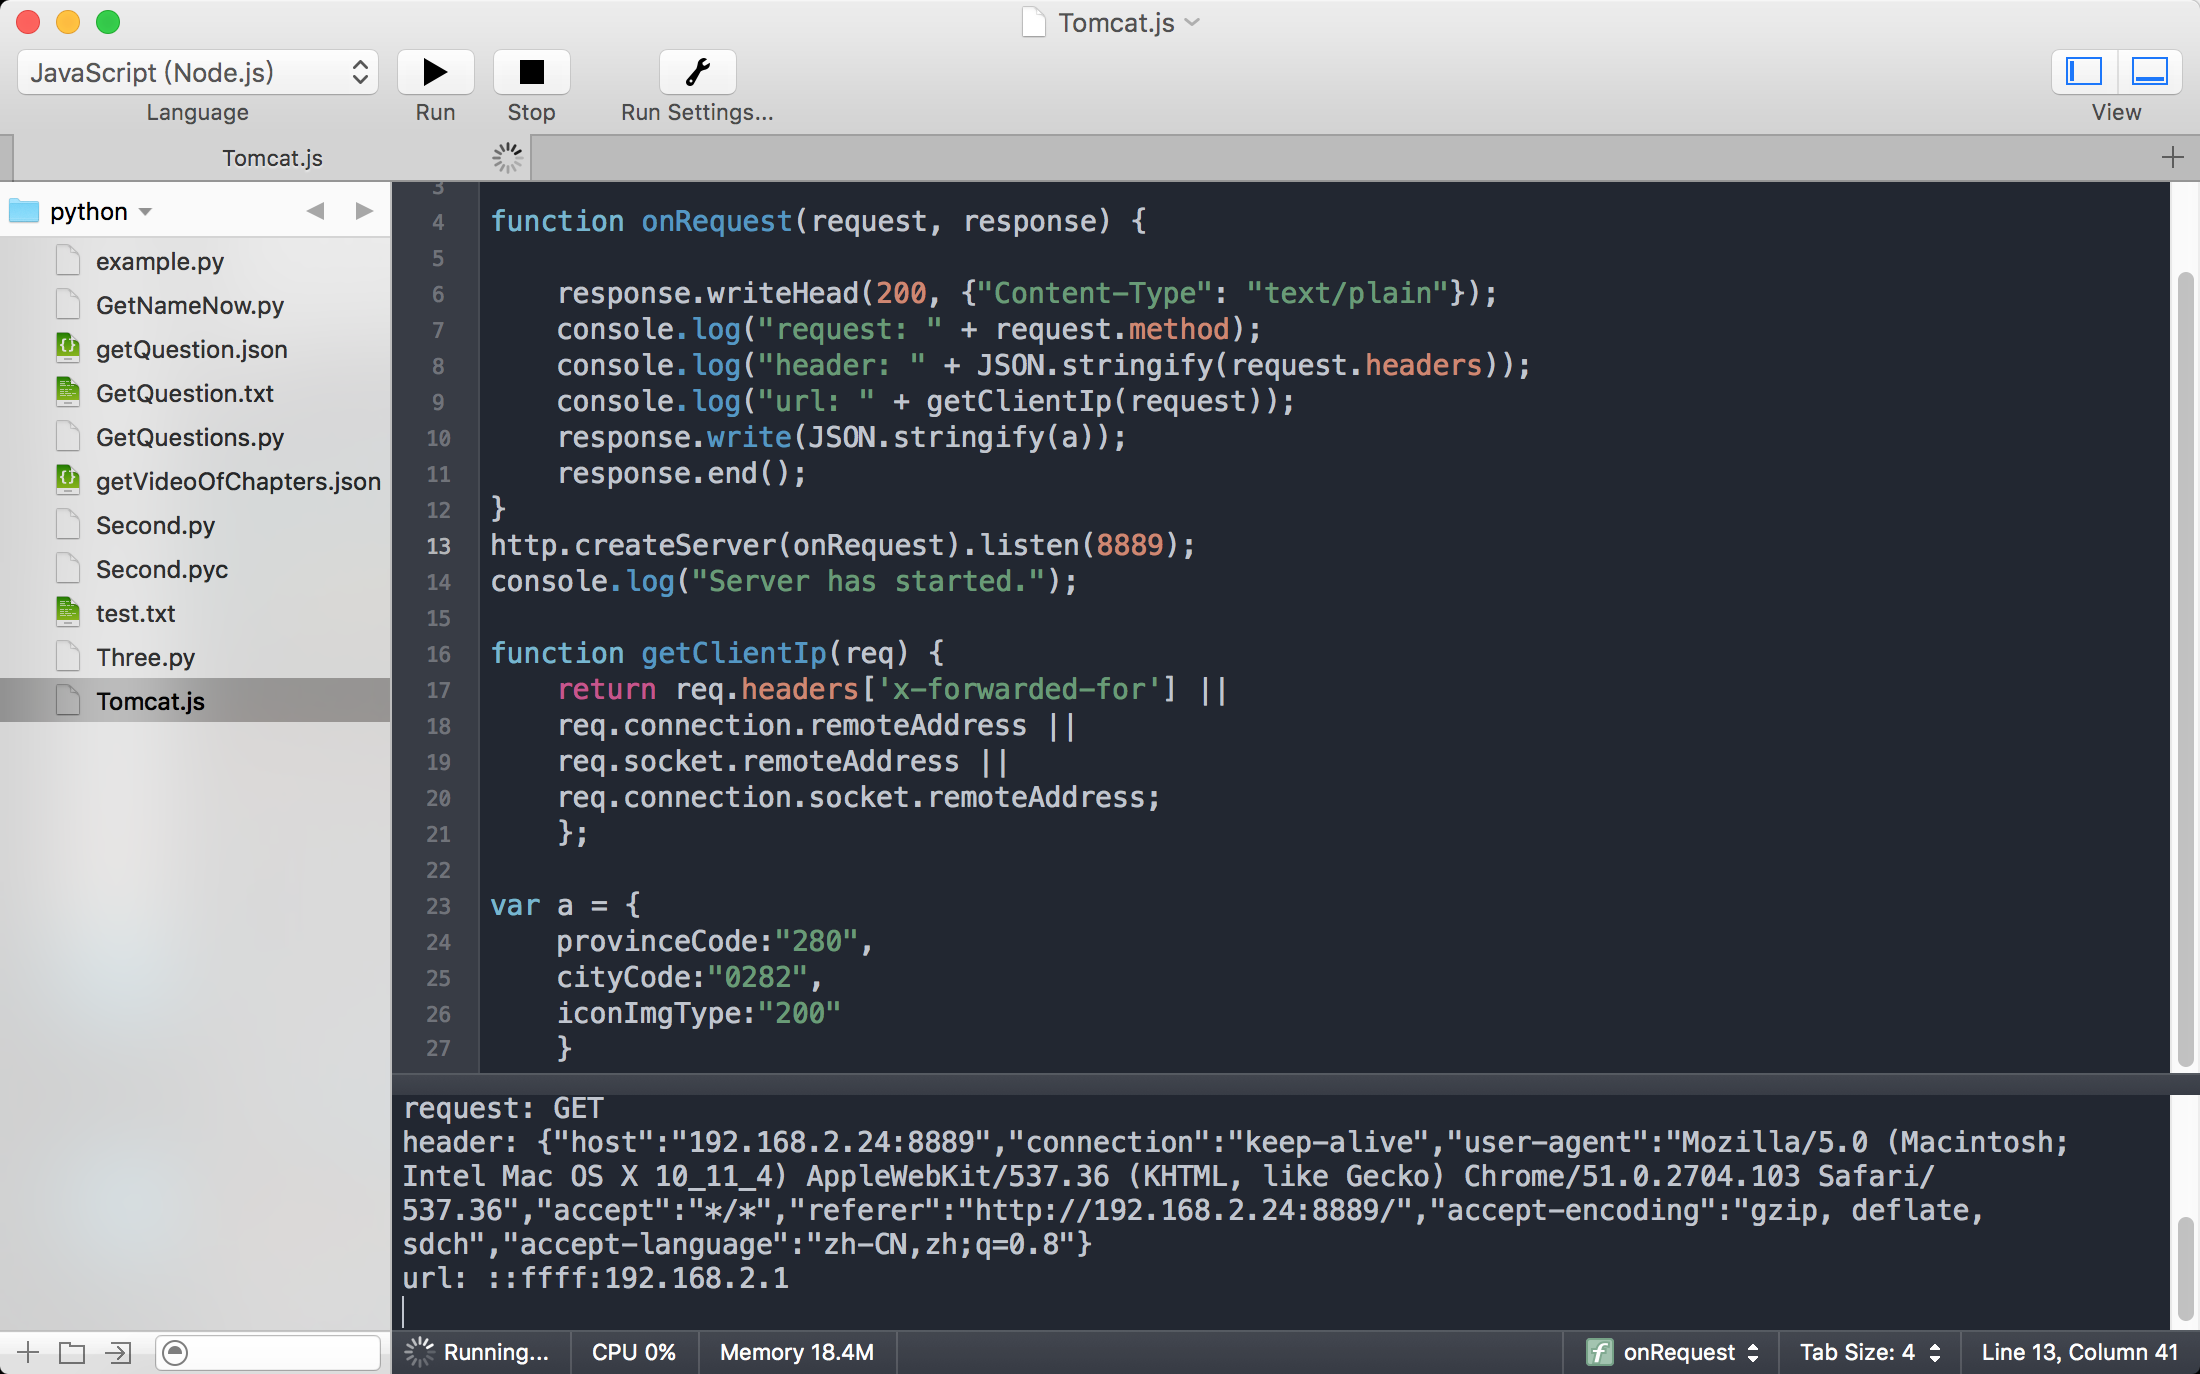 Tomcat.js
JavaScript (Node.js)
Language
Run
Stop
Run Settings...
View
Tomcat.js
python
example.py
GetNameNow.py
getQuestion.json
GetQuestion.txt
GetQuestions.py
getVideoOfChapters.json
Second.py
Second.pyc
test.txt
Three.py
Tomcat.js
3
4 function onRequest(request, response) {
5
6     response.writeHead(200, {"Content-Type": "text/plain"});
7     console.log("request: " + request.method);
8     console.log("header: " + JSON.stringify(request.headers));
9     console.log("url: " + getClientIp(request));
10     response.write(JSON.stringify(a));
11     response.end();
12 }
13 http.createServer(onRequest).listen(8889);
14 console.log("Server has started.");
15
16 function getClientIp(req) {
17     return req.headers['x-forwarded-for'] ||
18     req.connection.remoteAddress ||
19     req.socket.remoteAddress ||
20     req.connection.socket.remoteAddress;
21     };
22
23 var a = {
24     provinceCode:"280",
25     cityCode:"0282",
26     iconImgType:"200"
27     }
request: GET
header: {"host":"192.168.2.24:8889","connection":"keep-alive","user-agent":"Mozilla/5.0 (Macintosh;
Intel Mac OS X 10_11_4) AppleWebKit/537.36 (KHTML, like Gecko) Chrome/51.0.2704.103 Safari/
537.36","accept":"*/*","referer":"http://192.168.2.24:8889/","accept-encoding":"gzip, deflate,
sdch","accept-language":"zh-CN,zh;q=0.8"}
url: ::ffff:192.168.2.1
Running... CPU 0% Memory 18.4M f onRequest Tab Size: 4 Line 13, Column 41